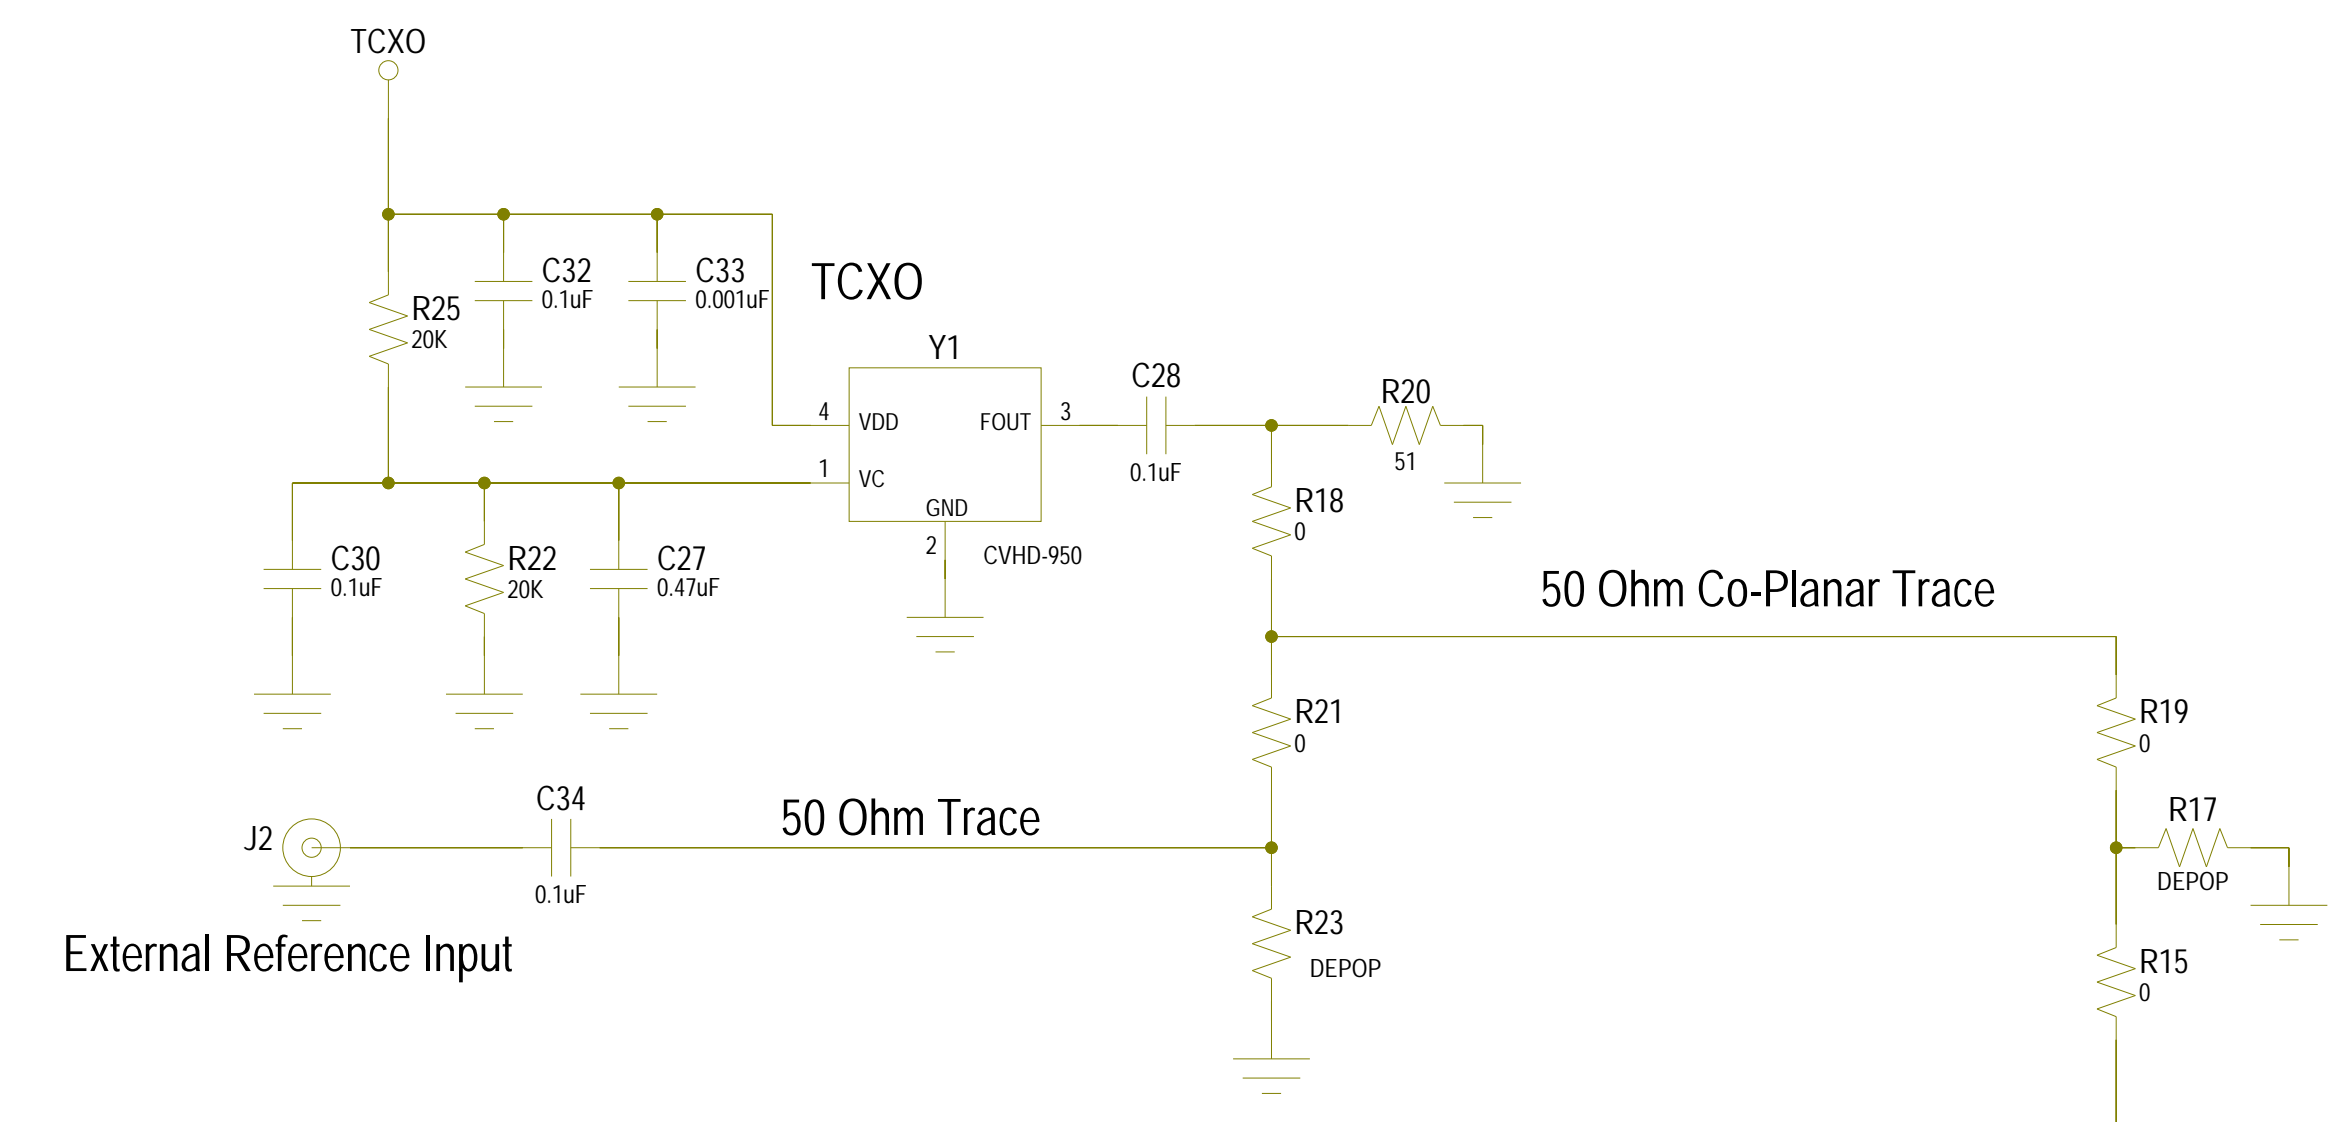 TCXO
C32
0.1uF
C33
0.001uF
R25
20K
TCXO
Y1
4
VDD
FOUT
3
1
VC
GND
2
CVHD-950
C28
0.1uF
R20
51
R18
0
C30
0.1uF
R22
20K
C27
0.47uF
50 Ohm Co-Planar Trace
R21
0
R19
0
J2
C34
0.1uF
50 Ohm Trace
R17
DEPOP
R23
DEPOP
R15
0
External Reference Input